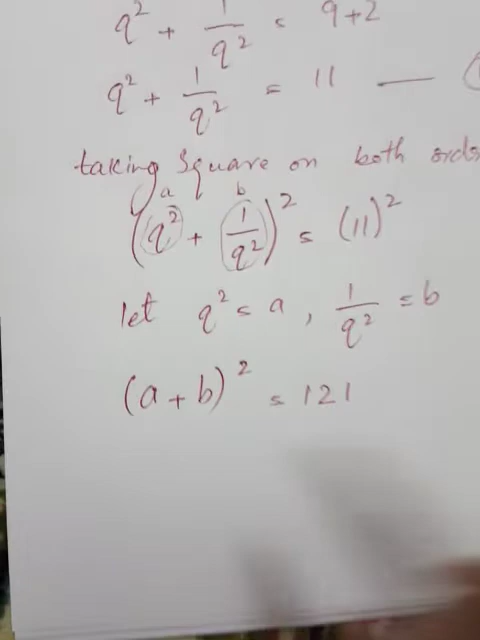 q² + 1/q² = 9+2
q² + 1/q² = 11 —
taking Square on both
a b
(q² + 1/q²)² = (11)²
let q² = a , 1/q² = b
(a + b)² = 121